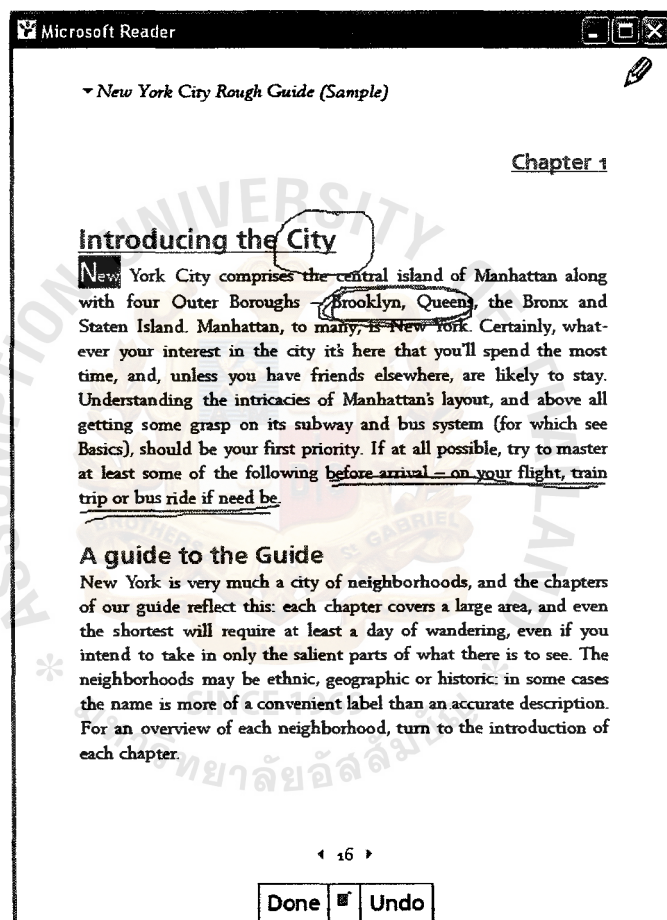 Microsoft Reader
New York City Rough Guide (Sample)
Chapter 1
Introducing the City
New York City comprises the central island of Manhattan along
with four Outer Boroughs – Brooklyn, Queens, the Bronx and
Staten Island. Manhattan, to many, is New York. Certainly, what-
ever your interest in the city it's here that you'll spend the most
time, and, unless you have friends elsewhere, are likely to stay.
Understanding the intricacies of Manhattan's layout, and above all
getting some grasp on its subway and bus system (for which see
Basics), should be your first priority. If at all possible, try to master
at least some of the following before arrival – on your flight, train
trip or bus ride if need be.
A guide to the Guide
New York is very much a city of neighborhoods, and the chapters
of our guide reflect this: each chapter covers a large area, and even
the shortest will require at least a day of wandering, even if you
intend to take in only the salient parts of what there is to see. The
neighborhoods may be ethnic, geographic or historic: in some cases
the name is more of a convenient label than an accurate description.
For an overview of each neighborhood, turn to the introduction of
each chapter.
16
Done Undo
ASSUMPTION UNIVERSITY OF THAILAND
BROTHERS ST GABRIEL
SINCE 1969